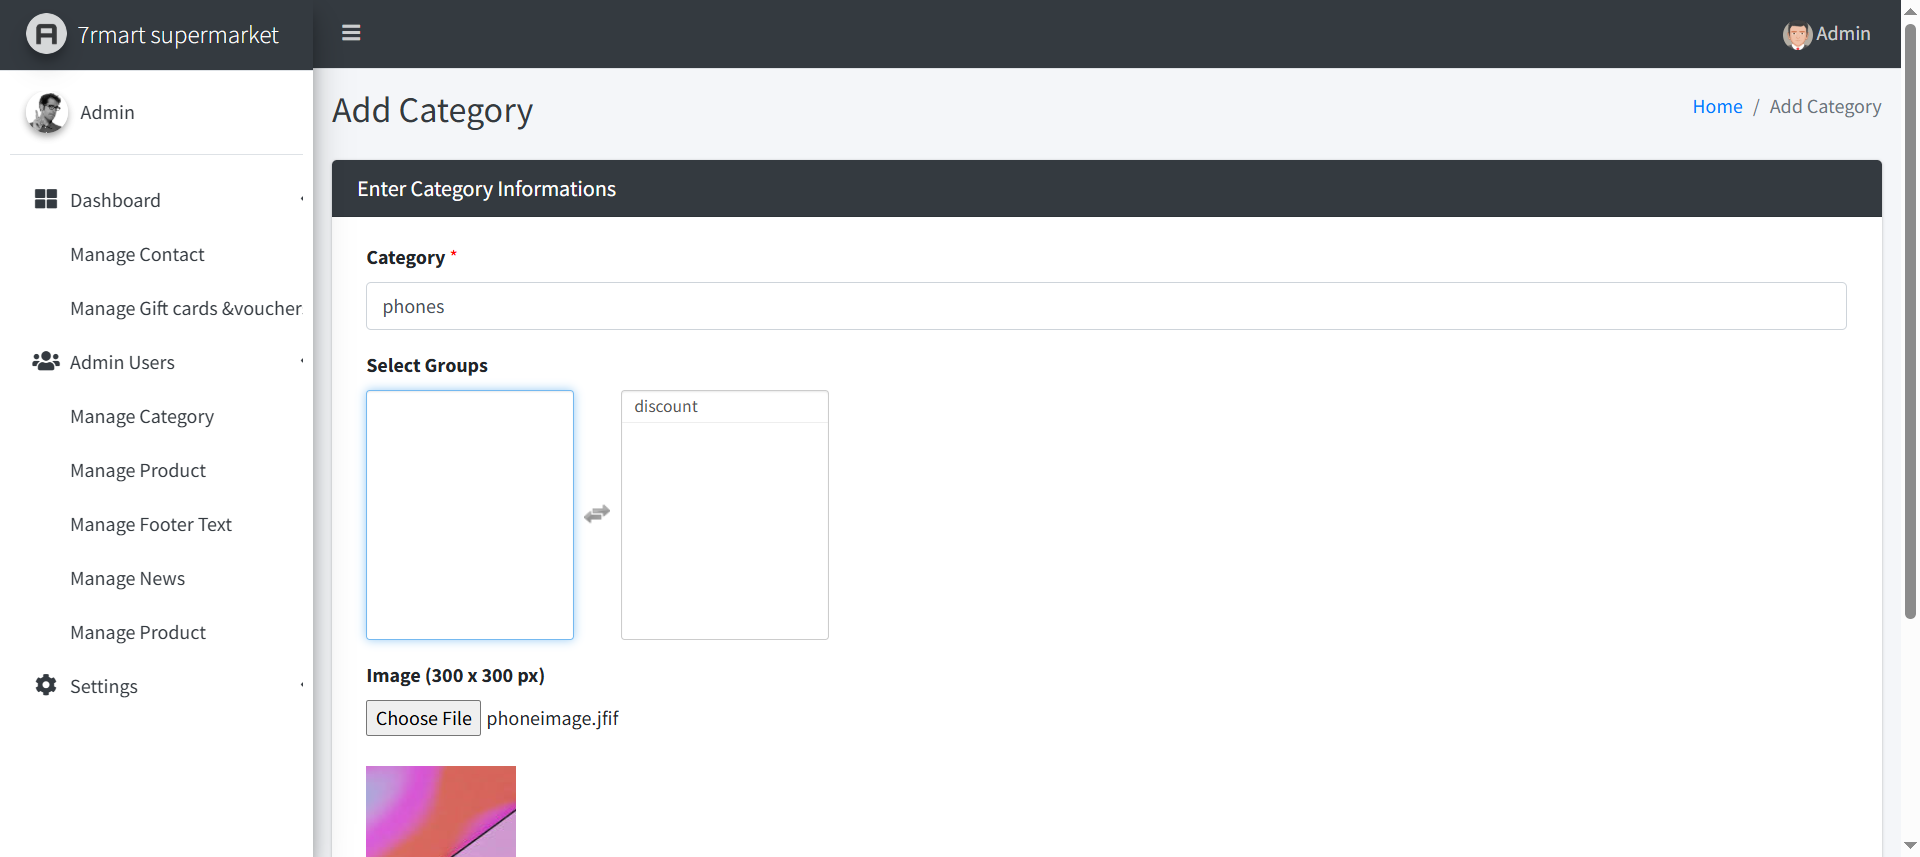 7rmart supermarket
Admin
Admin
Add Category
Home / Add Category
Dashboard
Manage Contact
Manage Gift cards &voucher
Admin Users
Manage Category
Manage Product
Manage Footer Text
Manage News
Manage Product
Settings
Enter Category Informations
Category *
phones
Select Groups
discount
Image (300 x 300 px)
Choose File phoneimage.jfif